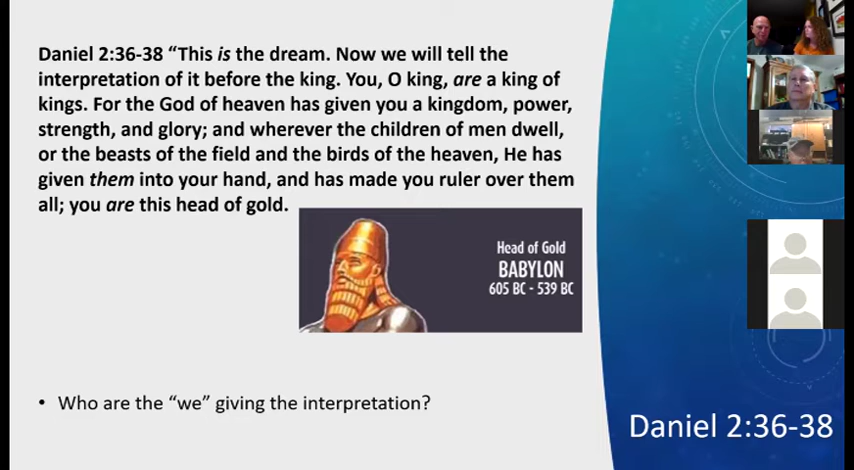 Daniel 2:36-38 “This is the dream. Now we will tell the
interpretation of it before the king. You, O king, are a king of
kings. For the God of heaven has given you a kingdom, power,
strength, and glory; and wherever the children of men dwell,
or the beasts of the field and the birds of the heaven, He has
given them into your hand, and has made you ruler over them
all; you are this head of gold.
Head of Gold
BABYLON
605 BC - 539 BC
• Who are the “we” giving the interpretation?
Daniel 2:36-38